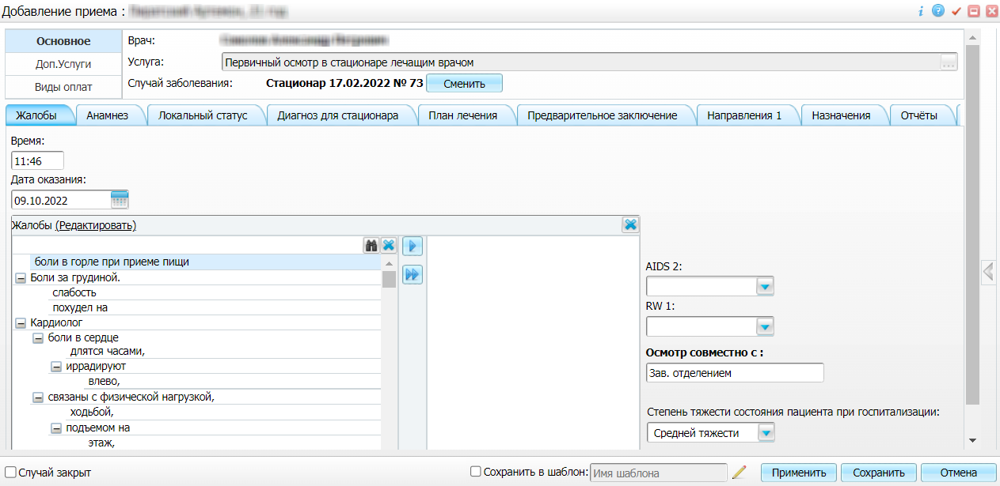 Добавление приема :
Основное
Доп.Услуги
Виды оплат
Врач:
Услуга: Первичный осмотр в стационаре лечащим врачом ...
Случай заболевания: Стационар 17.02.2022 № 73 Сменить
Жалобы Анамнез Локальный статус Диагноз для стационара План лечения Предварительное заключение Направления 1 Назначения Отчёты
Время:
11:46
Дата оказания:
09.10.2022
Жалобы (Редактировать)
боли в горле при приеме пищи
Боли за грудиной.
слабость
похудел на
Кардиолог
боли в сердце
длятся часами,
иррадируют
влево,
связаны с физической нагрузкой,
ходьбой,
подъемом на
этаж,
AIDS 2:
RW 1:
Осмотр совместно с :
Зав. отделением
Степень тяжести состояния пациента при госпитализации:
Средней тяжести
Случай закрыт Сохранить в шаблон: Имя шаблона Применить Сохранить Отмена